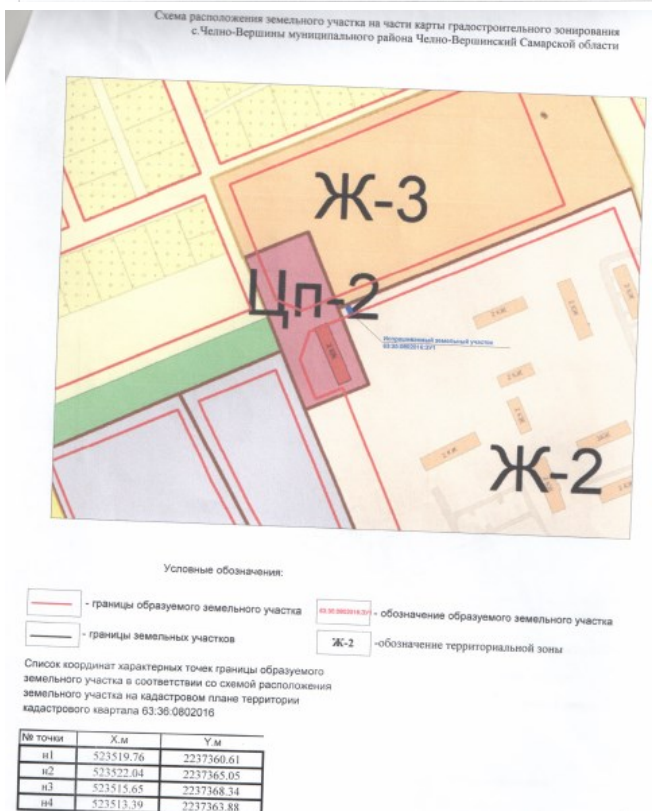 Схема расположения земельного участка на части карты градостроительного зонирования
с.Челно-Вершины муниципального района Челно-Вершинский Самарской области
Ж-3
Цп-2
Испрашиваемый земельный участок
Ж-2
Условные обозначения:
- границы образуемого земельного участка
- обозначение образуемого земельного участка
- границы земельных участков
Ж-2 -обозначение территориальной зоны
Список координат характерных точек границы образуемого
земельного участка в соответствии со схемой расположения
земельного участка на кадастровом плане территории
кадастрового квартала 63:36:0802016
№ точки X.м Y.м
н1 523519.76 2237360.61
н2 523522.04 2237365.05
н3 523515.65 2237368.34
н4 523513.39 2237363.88